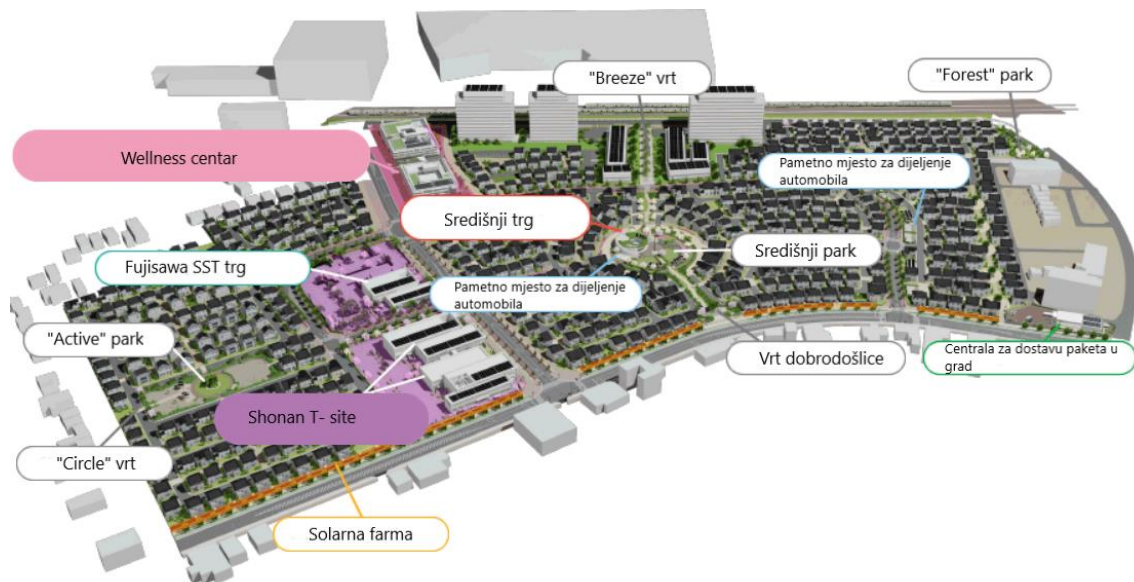 "Breeze" vrt
"Forest" park
Wellness centar
Pametno mjesto za dijeljenje
automobila
Središnji trg
Središnji park
Fujisawa SST trg
Pametno mjesto za dijeljenje
automobila
"Active" park
Vrt dobrodošlice
Centrala za dostavu paketa u
grad
Shonan T- site
"Circle" vrt
Solarna farma